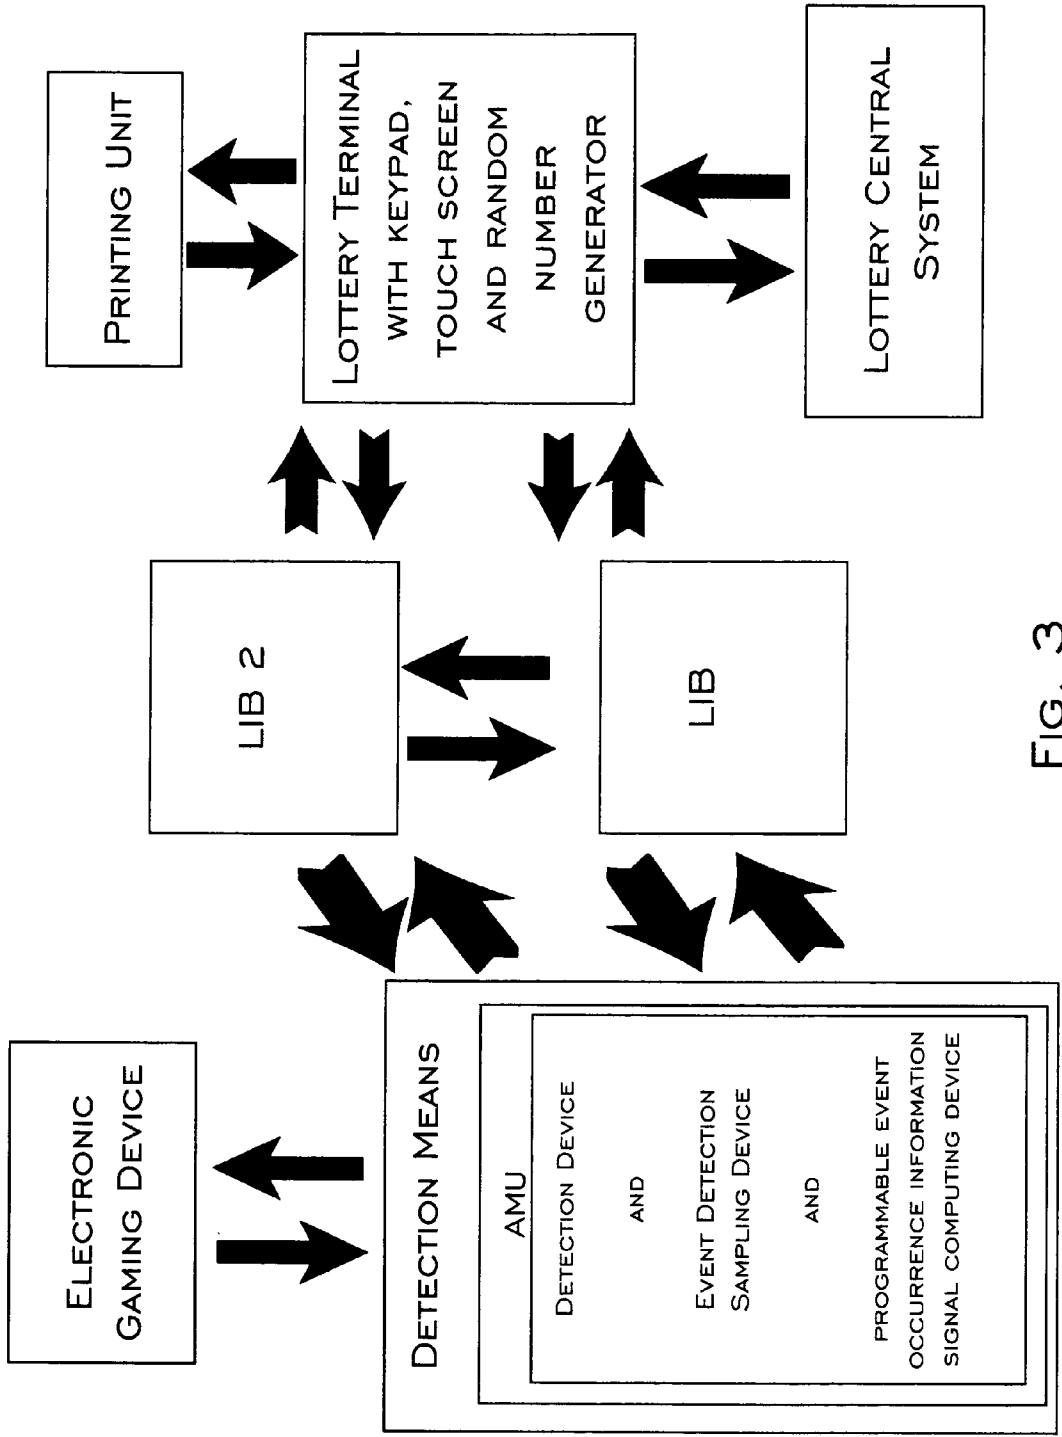 ELECTRONIC
GAMING DEVICE
DETECTION MEANS
AMU
DETECTION DEVICE
AND
EVENT DETECTION
SAMPLING DEVICE
AND
PROGRAMMABLE EVENT
OCCURRENCE INFORMATION
SIGNAL COMPUTING DEVICE
LIB 2
LIB
PRINTING UNIT
LOTTERY TERMINAL
WITH KEYPAD,
TOUCH SCREEN
AND RANDOM
NUMBER
GENERATOR
LOTTERY CENTRAL
SYSTEM
FIG. 3